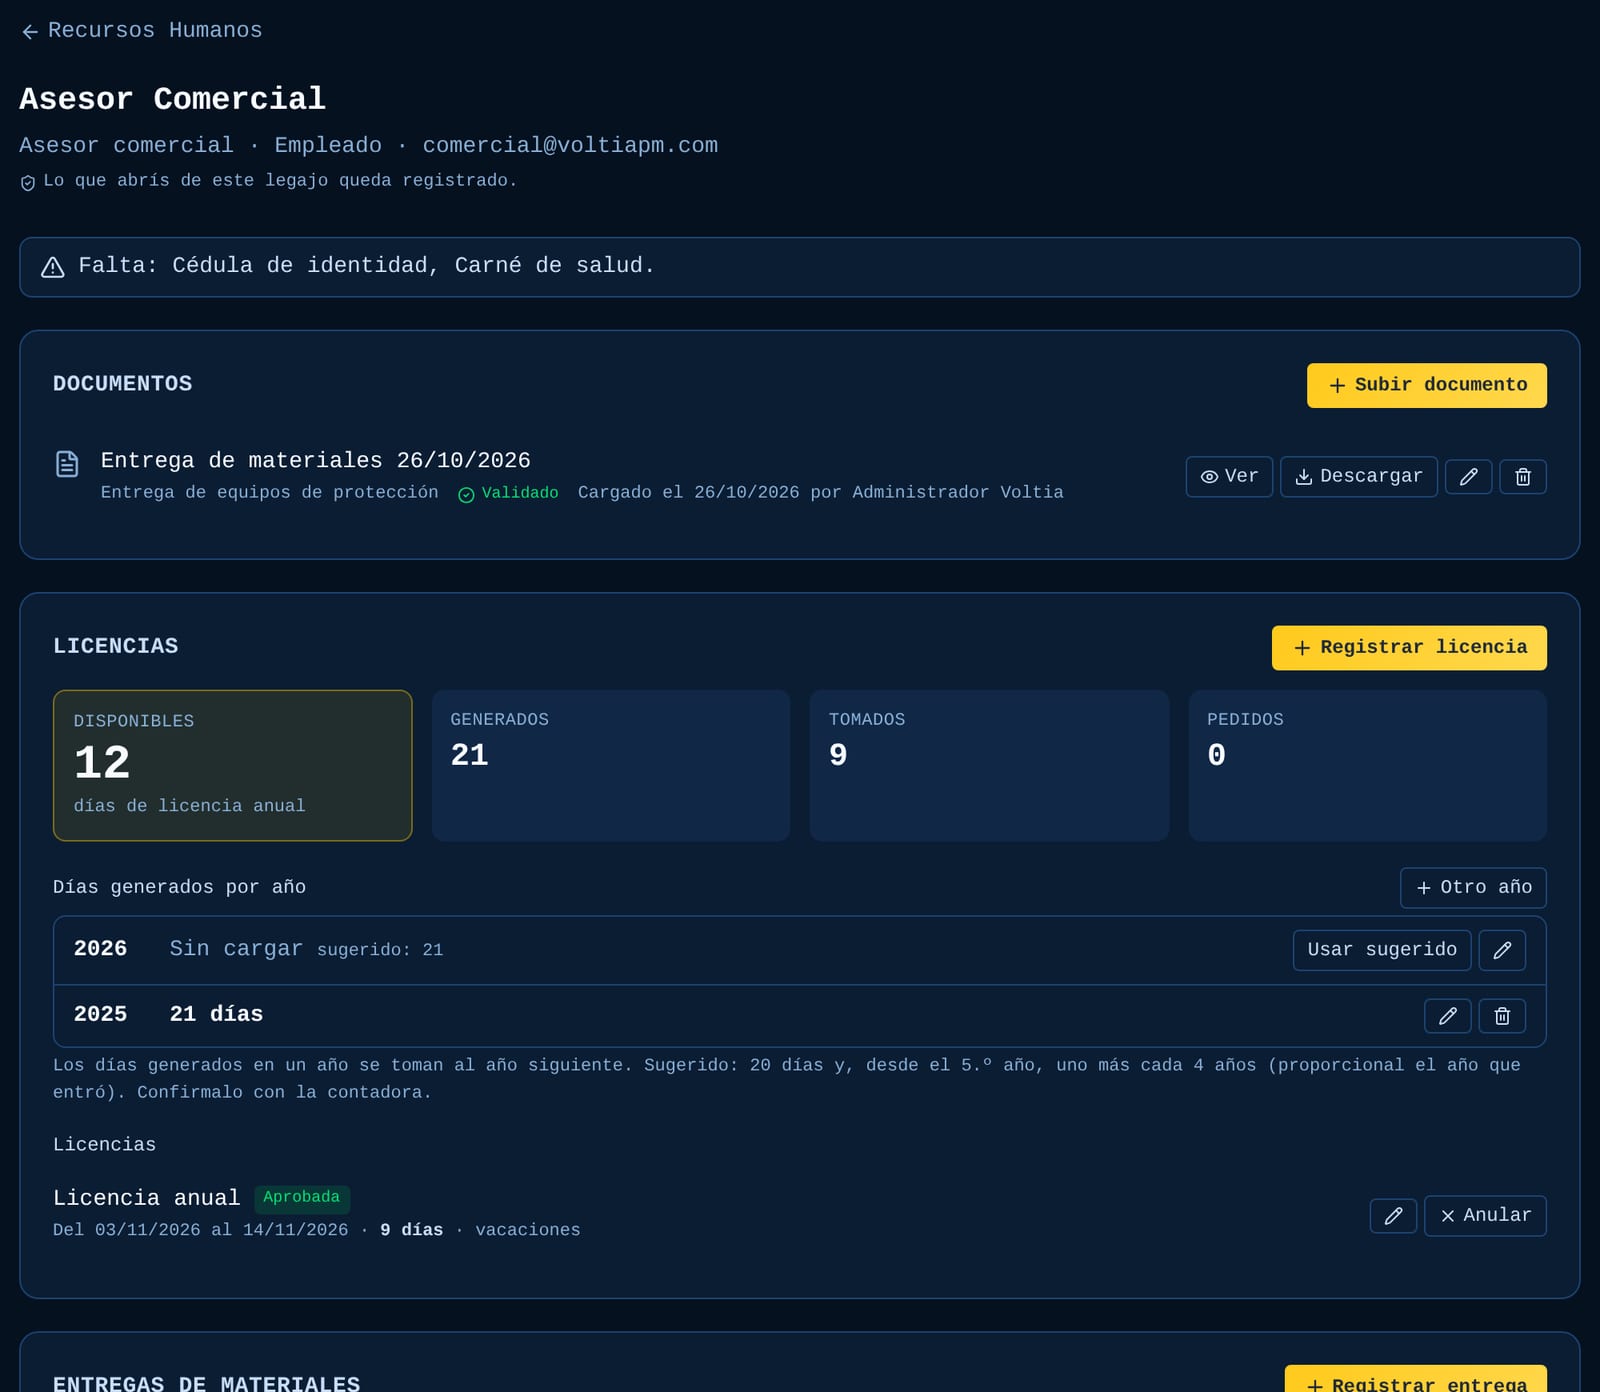 Recursos Humanos
Asesor Comercial
Asesor comercial · Empleado · comercial@voltiapm.com
Lo que abrís de este legajo queda registrado.
Falta: Cédula de identidad, Carné de salud.
DOCUMENTOS
Subir documento
Entrega de materiales 26/10/2026
Entrega de equipos de protección Validado Cargado el 26/10/2026 por Administrador Voltia
Ver Descargar
LICENCIAS
Registrar licencia
DISPONIBLES
12
días de licencia anual
GENERADOS
21
TOMADOS
9
PEDIDOS
0
Días generados por año
Otro año
2026 Sin cargar sugerido: 21
Usar sugerido
2025 21 días
Los días generados en un año se toman al año siguiente. Sugerido: 20 días y, desde el 5.º año, uno más cada 4 años (proporcional el año que
entró). Confirmalo con la contadora.
Licencias
Licencia anual Aprobada
Del 03/11/2026 al 14/11/2026 · 9 días · vacaciones
Anular
ENTREGAS DE MATERIALES
Registrar entrega